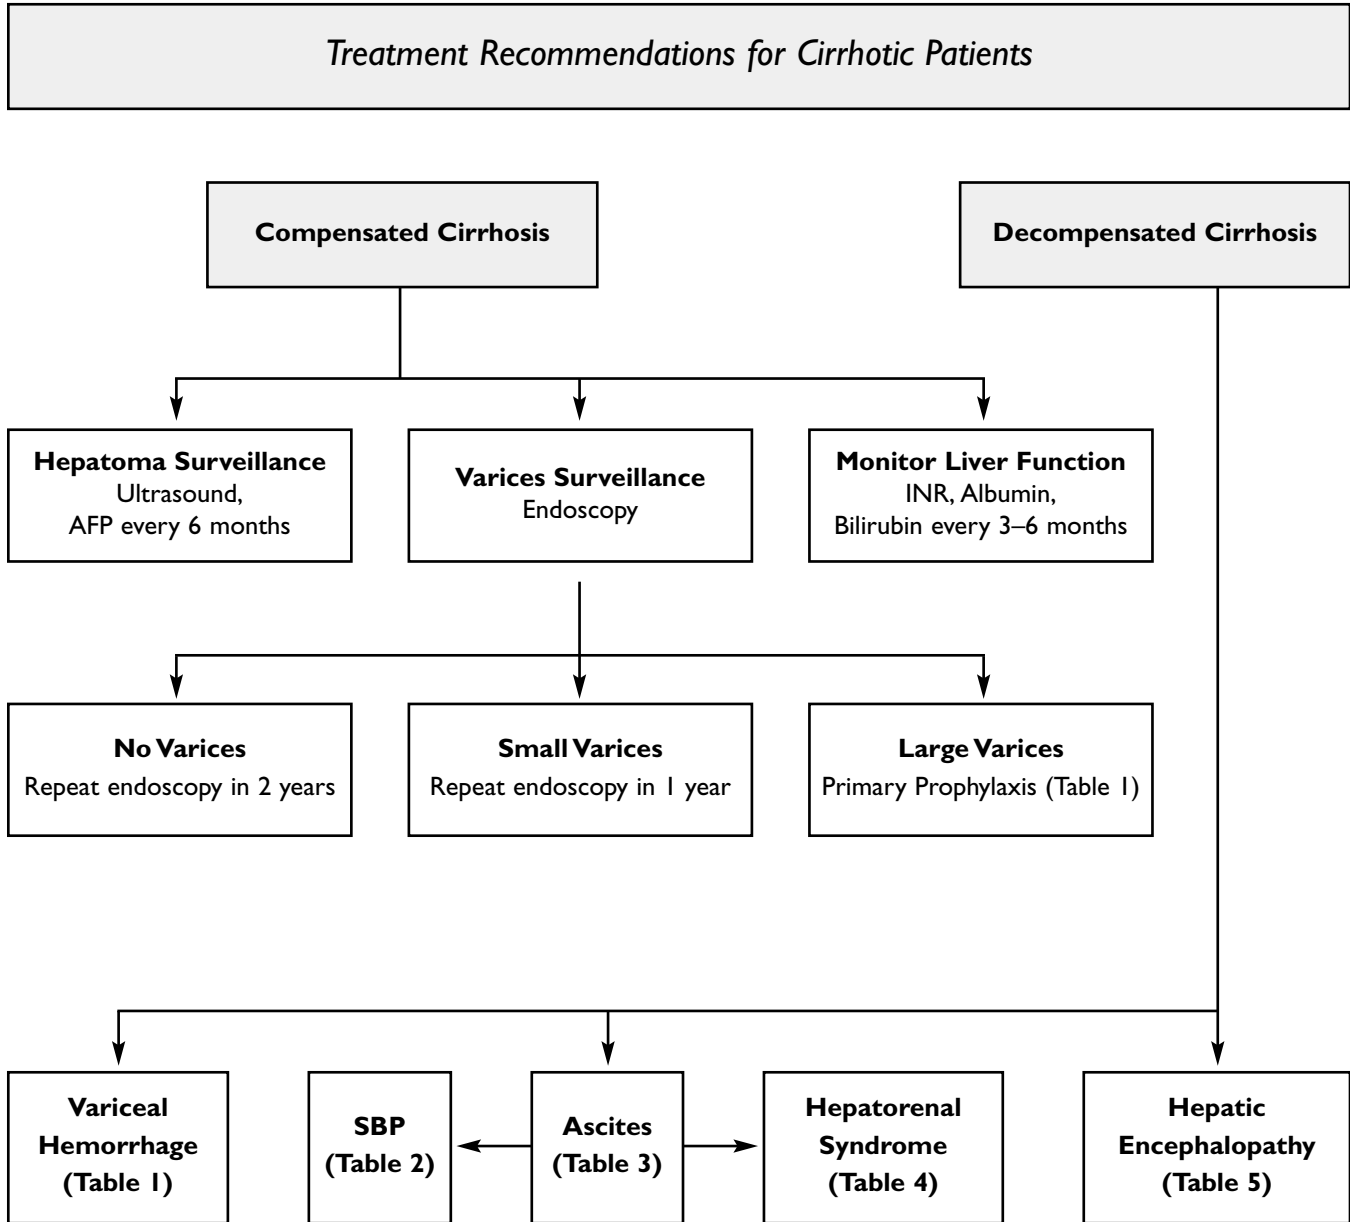 Treatment Recommendations for Cirrhotic Patients
Compensated Cirrhosis
Decompensated Cirrhosis
Hepatoma Surveillance
Ultrasound,
AFP every 6 months
Varices Surveillance
Endoscopy
Monitor Liver Function
INR, Albumin,
Bilirubin every 3–6 months
No Varices
Repeat endoscopy in 2 years
Small Varices
Repeat endoscopy in 1 year
Large Varices
Primary Prophylaxis (Table 1)
Variceal
Hemorrhage
(Table 1)
SBP
(Table 2)
Ascites
(Table 3)
Hepatorenal
Syndrome
(Table 4)
Hepatic
Encephalopathy
(Table 5)